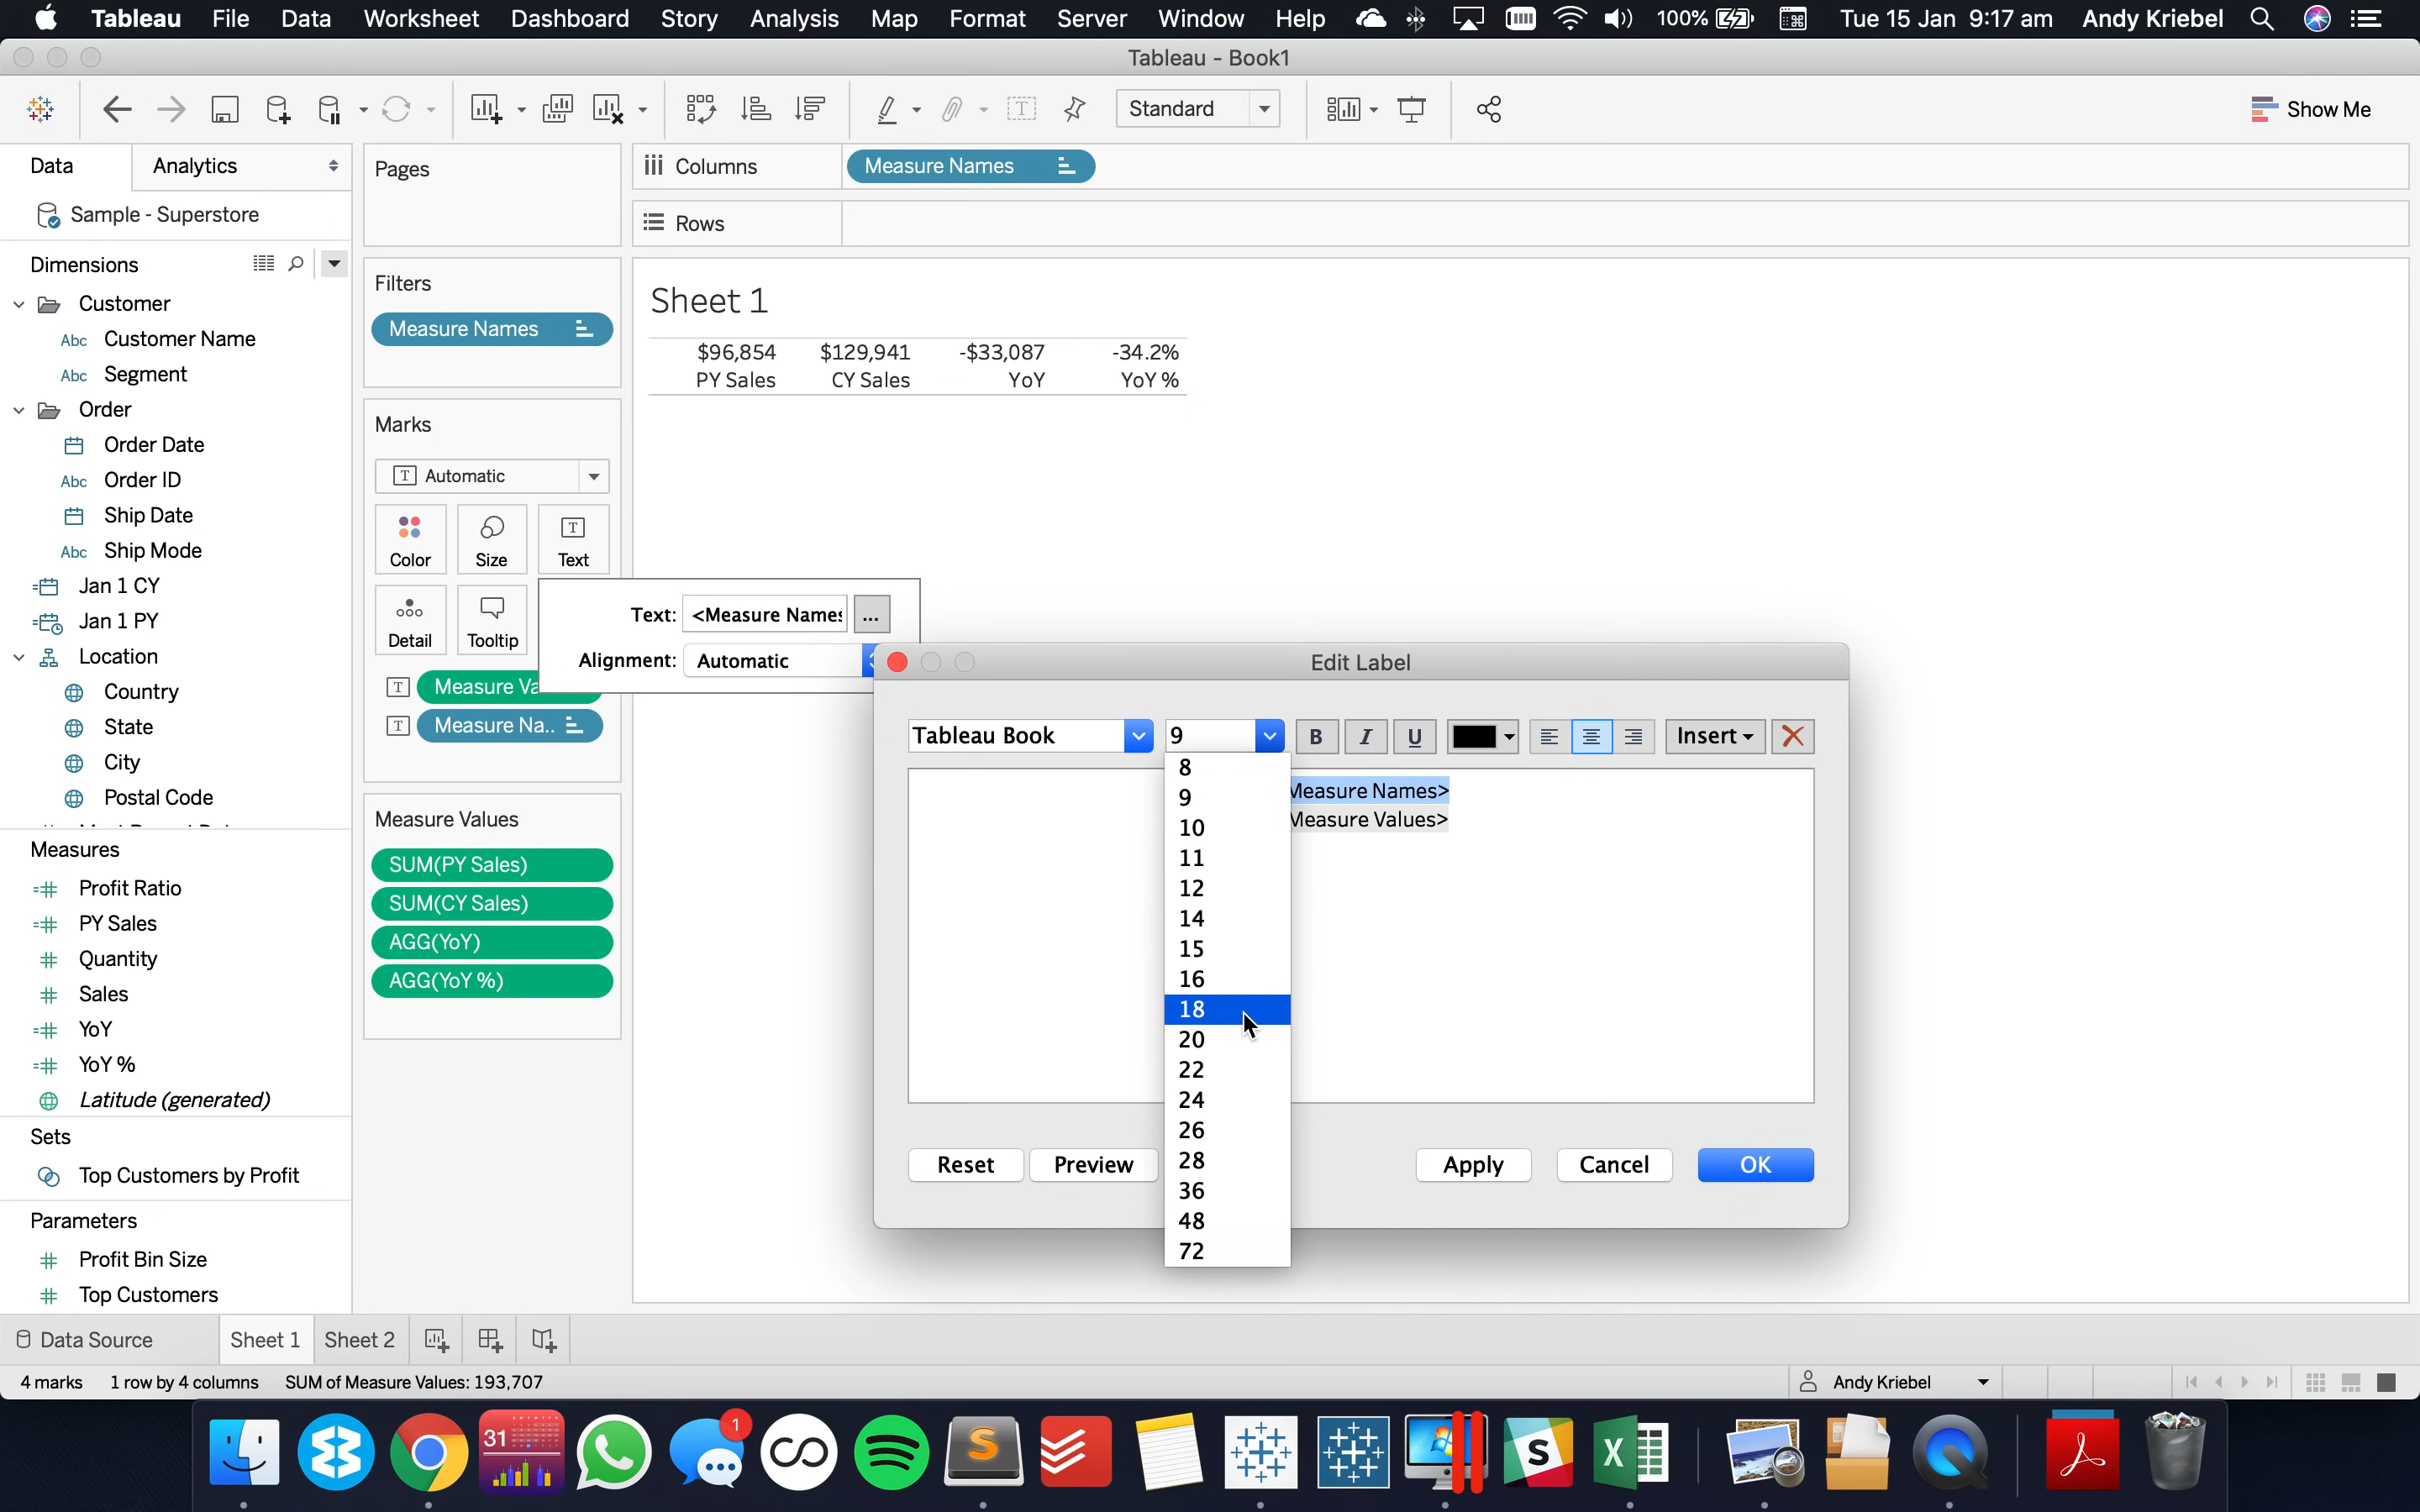 Tableau File Data Worksheet Dashboard Story Analysis Map Format Server Window Help 100% Tue 15 Jan 9:17 am Andy Kriebel
Tableau - Book1
Standard
Show Me
Data Analytics
Sample - Superstore
Dimensions
Customer
Abc Customer Name
Abc Segment
Order
Order Date
Abc Order ID
Ship Date
Abc Ship Mode
Jan 1 CY
Jan 1 PY
Location
Country
State
City
Postal Code
Measures
Profit Ratio
PY Sales
Quantity
Sales
YoY
YoY %
Latitude (generated)
Sets
Top Customers by Profit
Parameters
Profit Bin Size
Top Customers
Pages
Filters
Measure Names
Marks
T Automatic
Color Size Text
Detail Tooltip
T Measure Va
T Measure Na..
Measure Values
SUM(PY Sales)
SUM(CY Sales)
AGG(YoY)
AGG(YoY %)
Columns Measure Names
Rows
Sheet 1
$96,854 $129,941 -$33,087 -34.2%
PY Sales CY Sales YoY YoY %
Text: <Measure Names ...
Alignment: Automatic
Edit Label
Tableau Book 9 B I U Insert
Measure Names>
Measure Values>
8
9
10
11
12
14
15
16
18
20
22
24
26
28
36
48
72
Reset Preview Apply Cancel OK
Data Source Sheet 1 Sheet 2
4 marks 1 row by 4 columns SUM of Measure Values: 193,707
Andy Kriebel
31
1
S
S
X